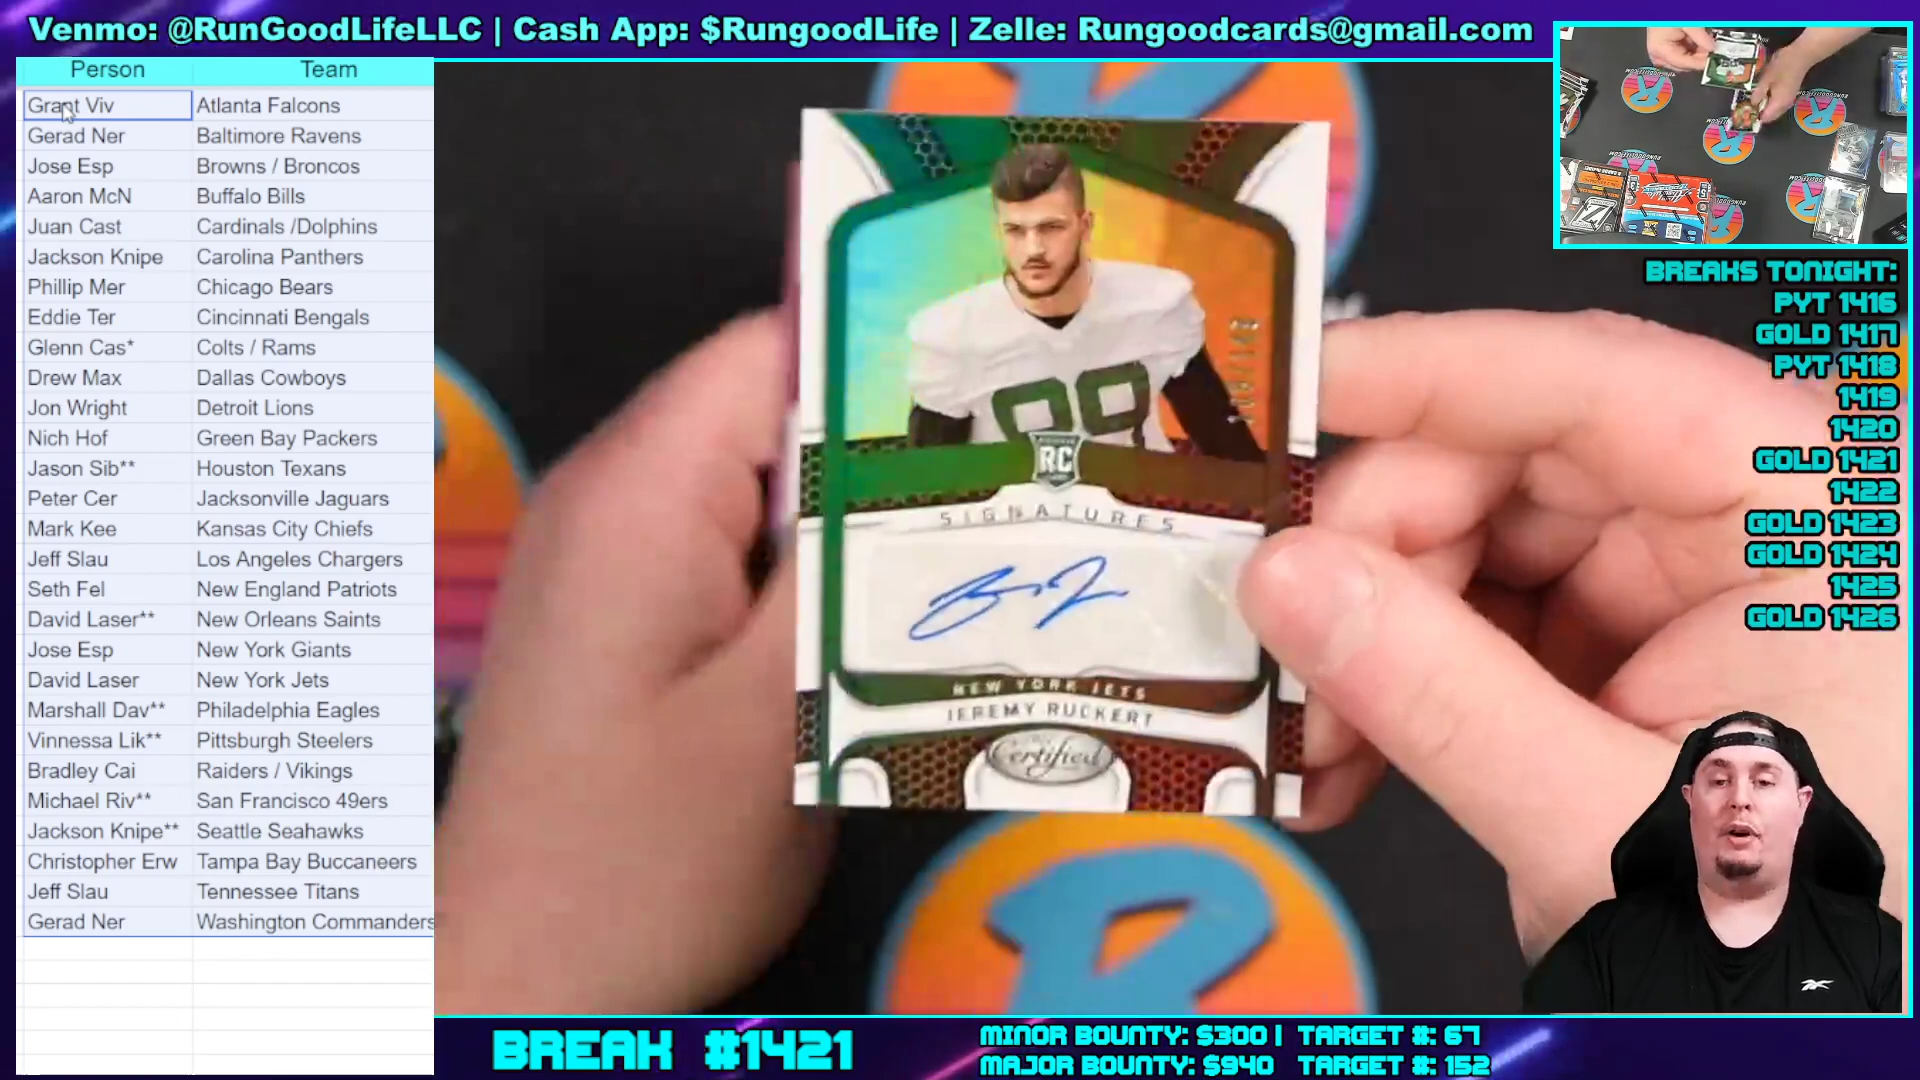 Venmo: @RunGoodLifeLLC | Cash App: $RungoodLife | Zelle: Rungoodcards@gmail.com
Person Team
Grant Viv Atlanta Falcons
Gerad Ner Baltimore Ravens
Jose Esp Browns / Broncos
Aaron McN Buffalo Bills
Juan Cast Cardinals /Dolphins
Jackson Knipe Carolina Panthers
Phillip Mer Chicago Bears
Eddie Ter Cincinnati Bengals
Glenn Cas* Colts / Rams
Drew Max Dallas Cowboys
Jon Wright Detroit Lions
Nich Hof Green Bay Packers
Jason Sib** Houston Texans
Peter Cer Jacksonville Jaguars
Mark Kee Kansas City Chiefs
Jeff Slau Los Angeles Chargers
Seth Fel New England Patriots
David Laser** New Orleans Saints
Jose Esp New York Giants
David Laser New York Jets
Marshall Dav** Philadelphia Eagles
Vinnessa Lik** Pittsburgh Steelers
Bradley Cai Raiders / Vikings
Michael Riv** San Francisco 49ers
Jackson Knipe** Seattle Seahawks
Christopher Erw Tampa Bay Buccaneers
Jeff Slau Tennessee Titans
Gerad Ner Washington Commanders
89
RC
SIGNATURES
NEW YORK JETS
JEREMY RUCKERT
Certified
BREAKS TONIGHT:
PYT 1416
GOLD 1417
PYT 1418
1419
1420
GOLD 1421
1422
GOLD 1423
GOLD 1424
1425
GOLD 1426
BREAK #1421
MINOR BOUNTY: $300 | TARGET #: 67
MAJOR BOUNTY: $940 TARGET #: 152